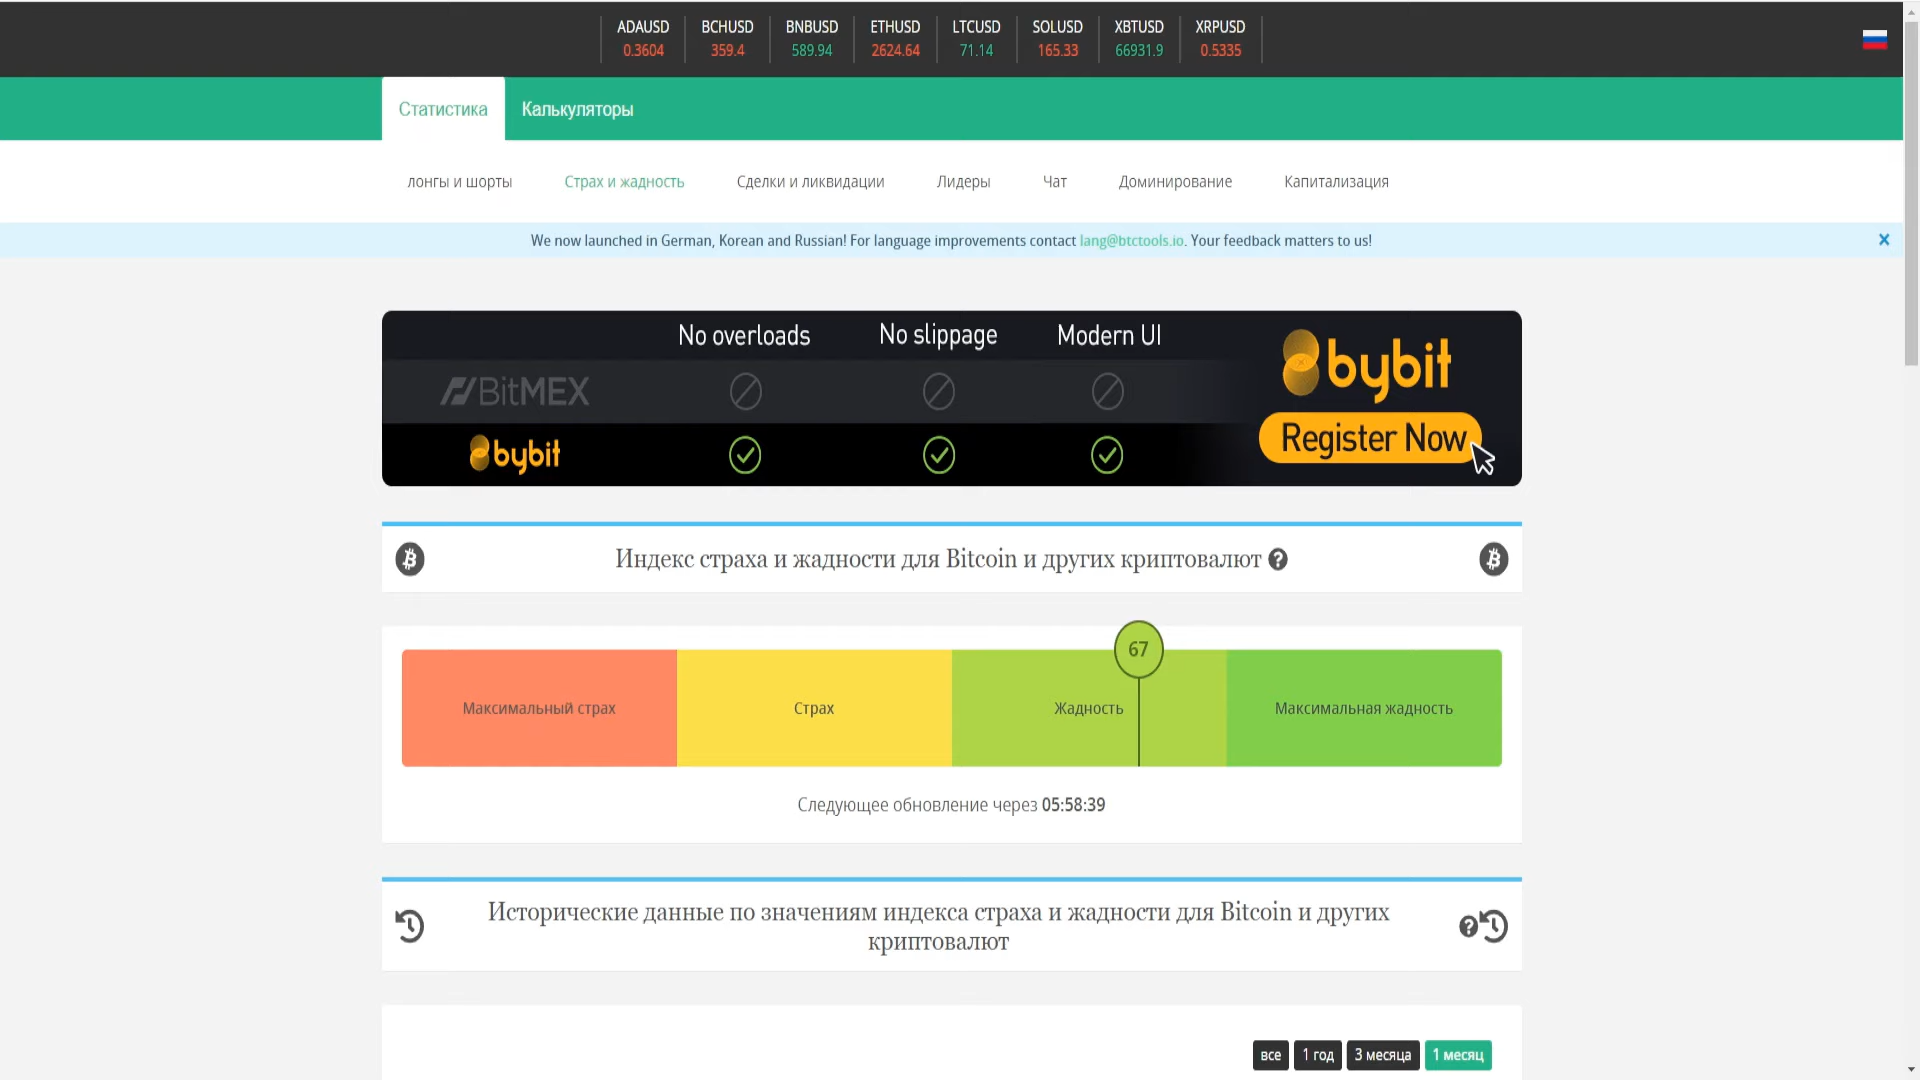 ADAUSD BCHUSD BNBUSD ETHUSD LTCUSD SOLUSD XBTUSD XRPUSD
0.3604 359.4 589.94 2624.64 71.14 165.33 66931.9 0.5335
Статистика Калькуляторы
лонгы и шорты Страх и жадность Сделки и ликвидации Лидеры Чат Доминирование Капитализация
We now launched in German, Korean and Russian! For language improvements contact lang@btctools.io. Your feedback matters to us!
No overloads No slippage Modern UI
bybit
BitMEX
Register Now
bybit
Индекс страха и жадности для Bitcoin и других криптовалют
67
Максимальный страх Страх Жадность Максимальная жадность
Следующее обновление через 05:58:39
Исторические данные по значениям индекса страха и жадности для Bitcoin и других
криптовалют
все 1 год 3 месяца 1 месяц